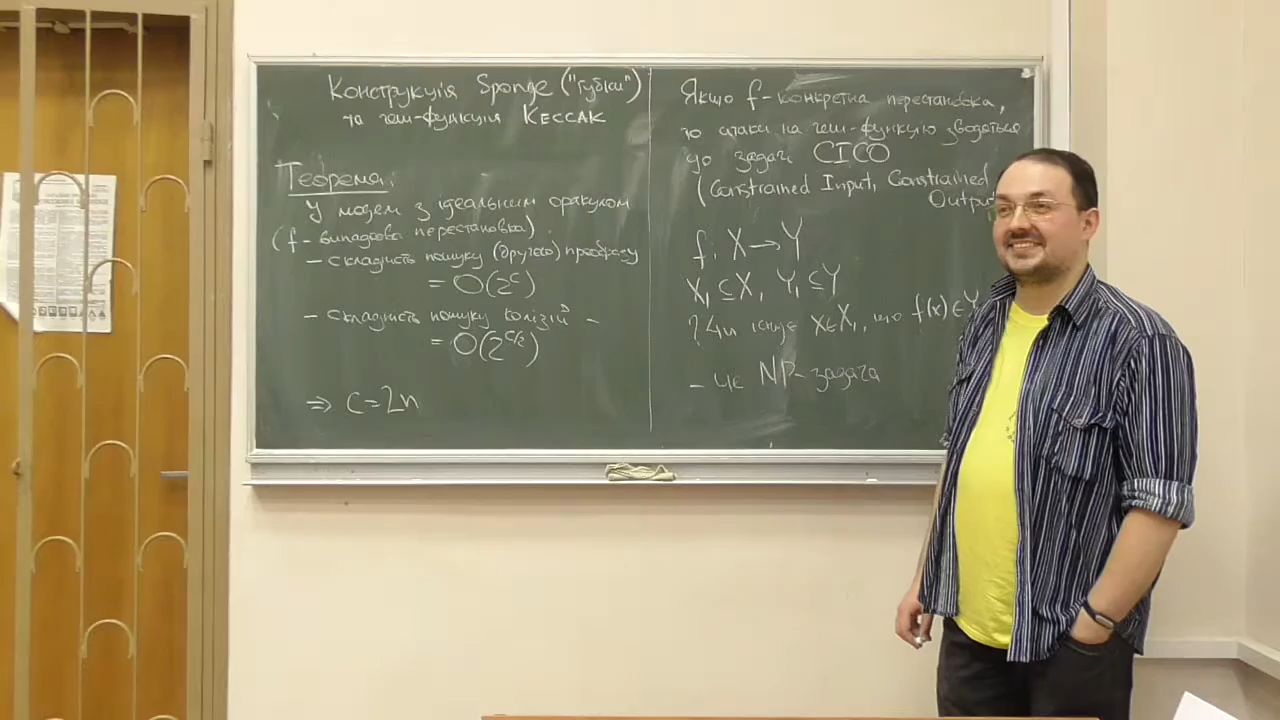 Конструкція Sponge ("Губки")
та геш-функція KECCAK
Теорема:
У моделі з ідеальним оракулом
(f - випадкова перестановка)
– складність пошуку (другого) прообразу
= O(2^c)
– складність пошуку колізій –
= O(2^{c/2})
⇒ c=2n
Якщо f - конкретна перестановка,
то атаки на геш-функцію зводяться
до задачі CICO
(Constrained Input, Constrained
Output
f: X→Y
X₁⊆X, Y₁⊆Y
? Чи існує x∈X₁, що f(x)∈Y
– це NP-задача